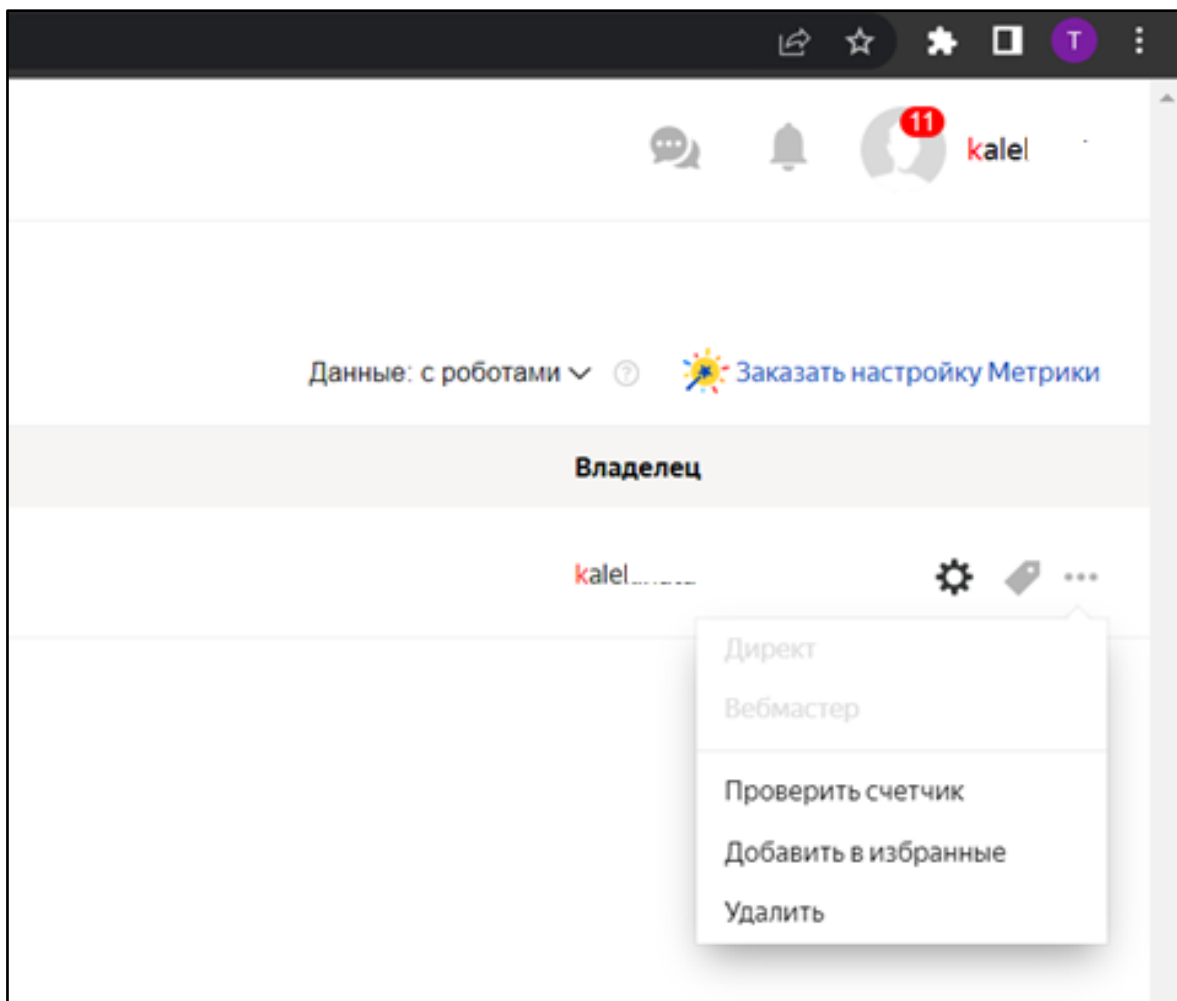 T
11
kalel
Данные: с роботами
Заказать настройку Метрики
Владелец
kalel
Директ
Вебмастер
Проверить счетчик
Добавить в избранные
Удалить